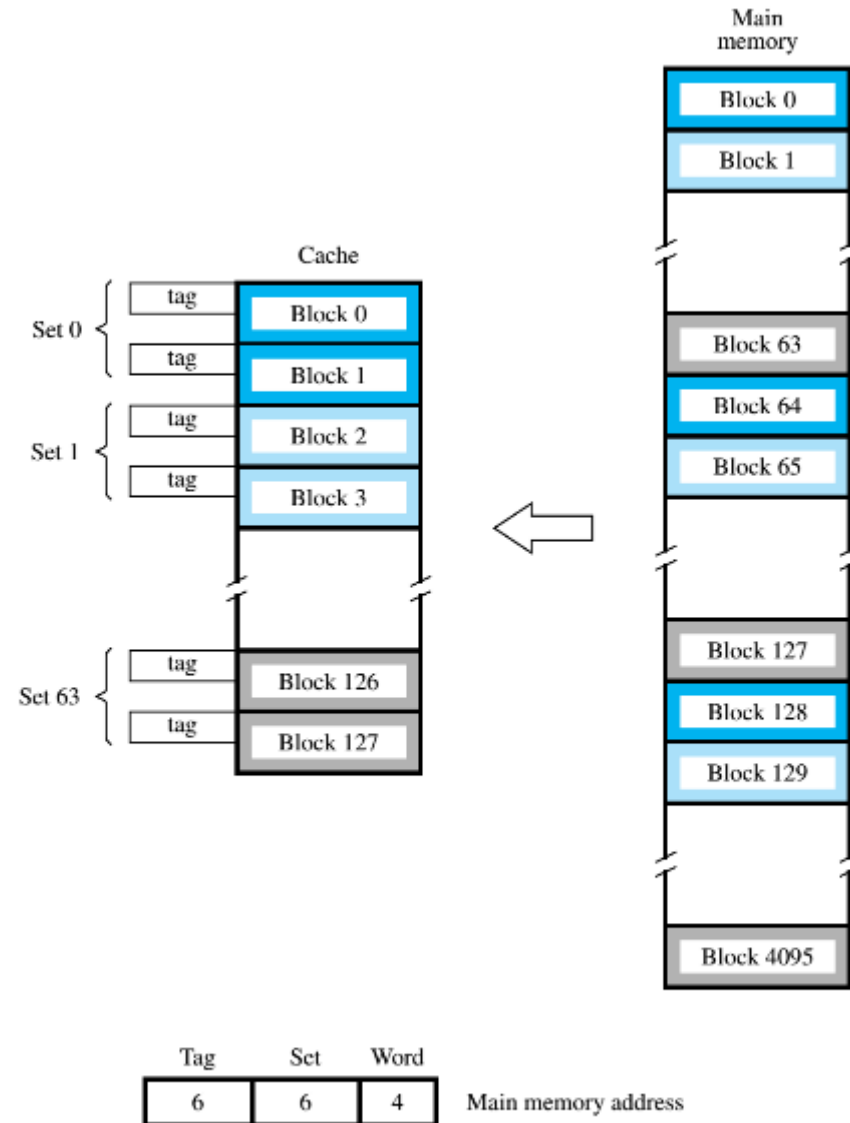 Main
memory
Block 0
Block 1
Cache
Set 0
tag
Block 0
Block 63
tag
Block 1
Block 64
Set 1
tag
Block 2
Block 65
tag
Block 3
Set 63
tag
Block 126
Block 127
tag
Block 127
Block 128
Block 129
Block 4095
Tag Set Word
6 6 4 Main memory address